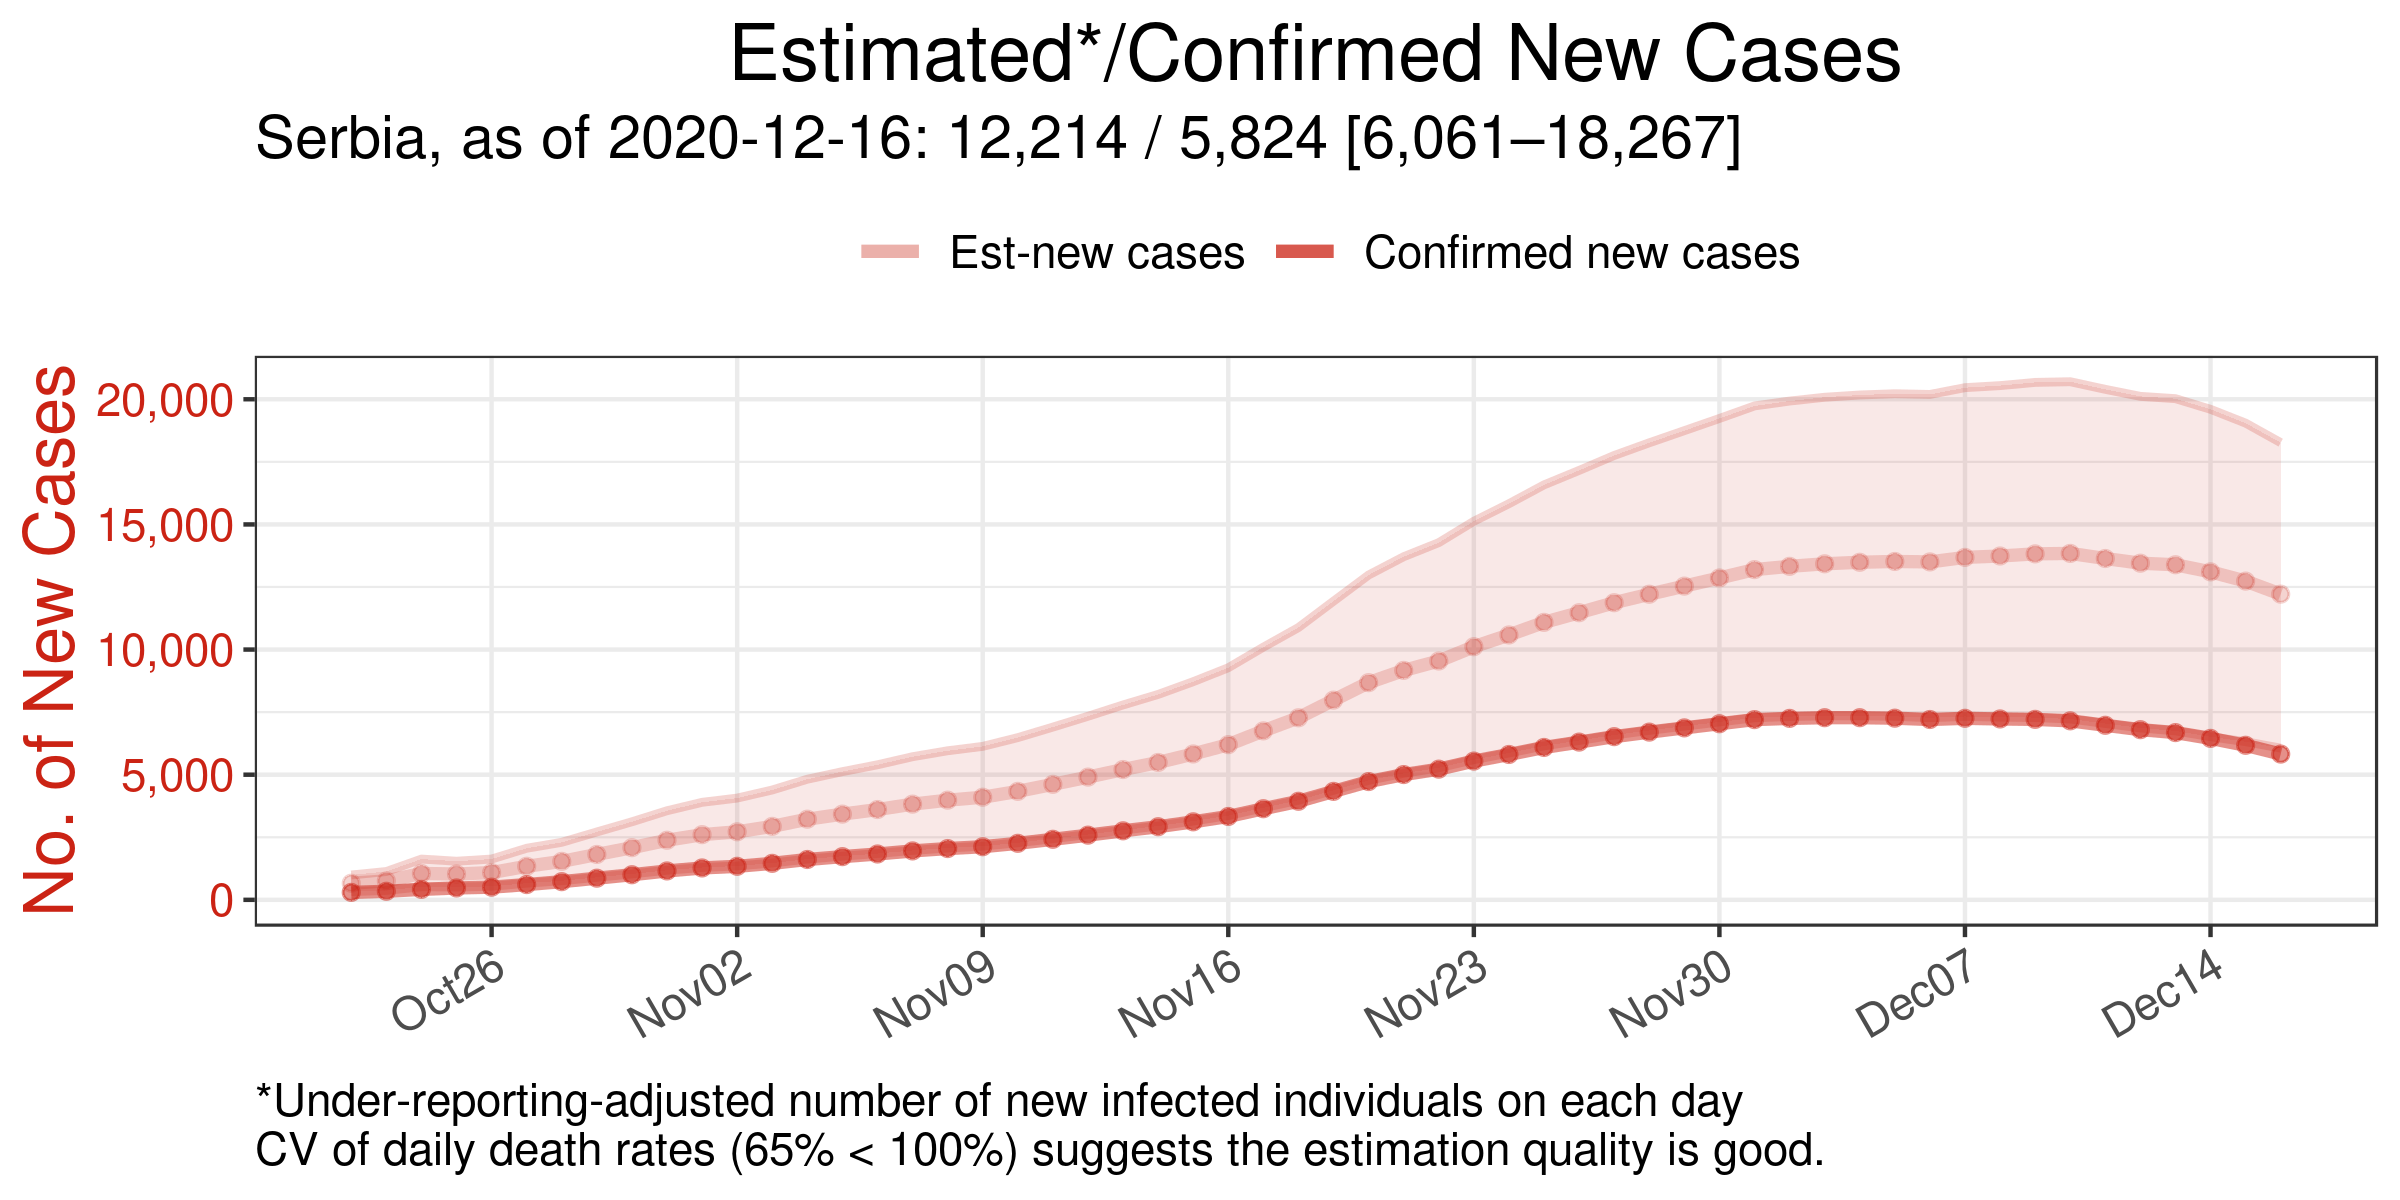 Estimated*/Confirmed New Cases
Serbia, as of 2020-12-16: 12,214 / 5,824 [6,061–18,267]
Est-new cases
Confirmed new cases
No. of New Cases
20,000
15,000
10,000
5,000
0
Oct26
Nov02
Nov09
Nov16
Nov23
Nov30
Dec07
Dec14
*Under-reporting-adjusted number of new infected individuals on each day
CV of daily death rates (65% < 100%) suggests the estimation quality is good.